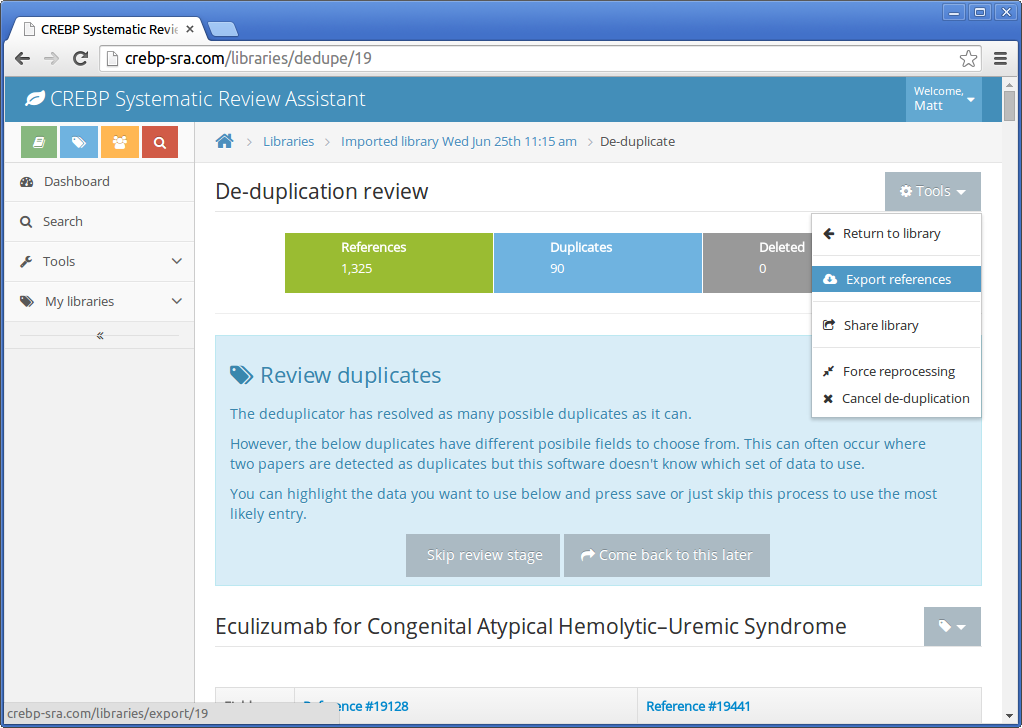 CREBP Systematic Revie
crebp-sra.com/libraries/dedupe/19
CREBP Systematic Review Assistant
Welcome,
Matt
Libraries
Imported library Wed Jun 25th 11:15 am
De-duplicate
Dashboard
Search
Tools
My libraries
De-duplication review
Tools
Return to library
Export references
Share library
Force reprocessing
Cancel de-duplication
References
1,325
Duplicates
90
Deleted
0
Review duplicates
The deduplicator has resolved as many possible duplicates as it can.
However, the below duplicates have different posibile fields to choose from. This can often occur where
two papers are detected as duplicates but this software doesn't know which set of data to use.
You can highlight the data you want to use below and press save or just skip this process to use the most
likely entry.
Skip review stage
Come back to this later
Eculizumab for Congenital Atypical Hemolytic–Uremic Syndrome
Reference #19128
Reference #19441
crebp-sra.com/libraries/export/19